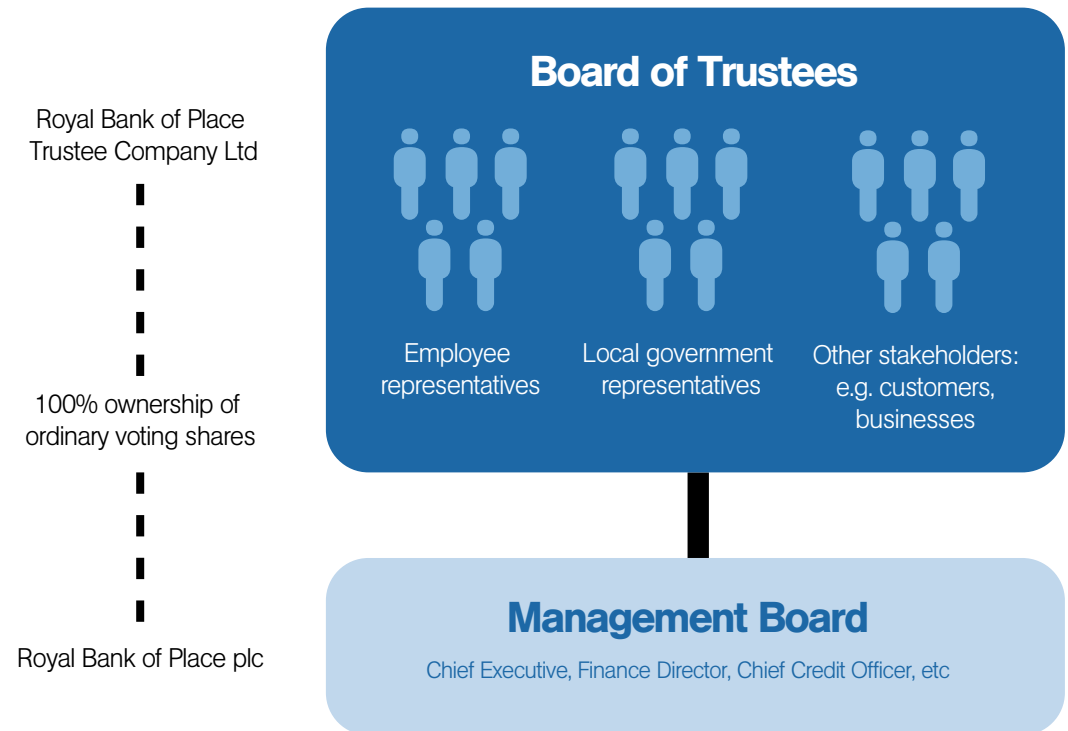 Royal Bank of Place
Trustee Company Ltd
100% ownership of
ordinary voting shares
Royal Bank of Place plc
Board of Trustees
Employee
representatives
Local government
representatives
Other stakeholders:
e.g. customers,
businesses
Management Board
Chief Executive, Finance Director, Chief Credit Officer, etc